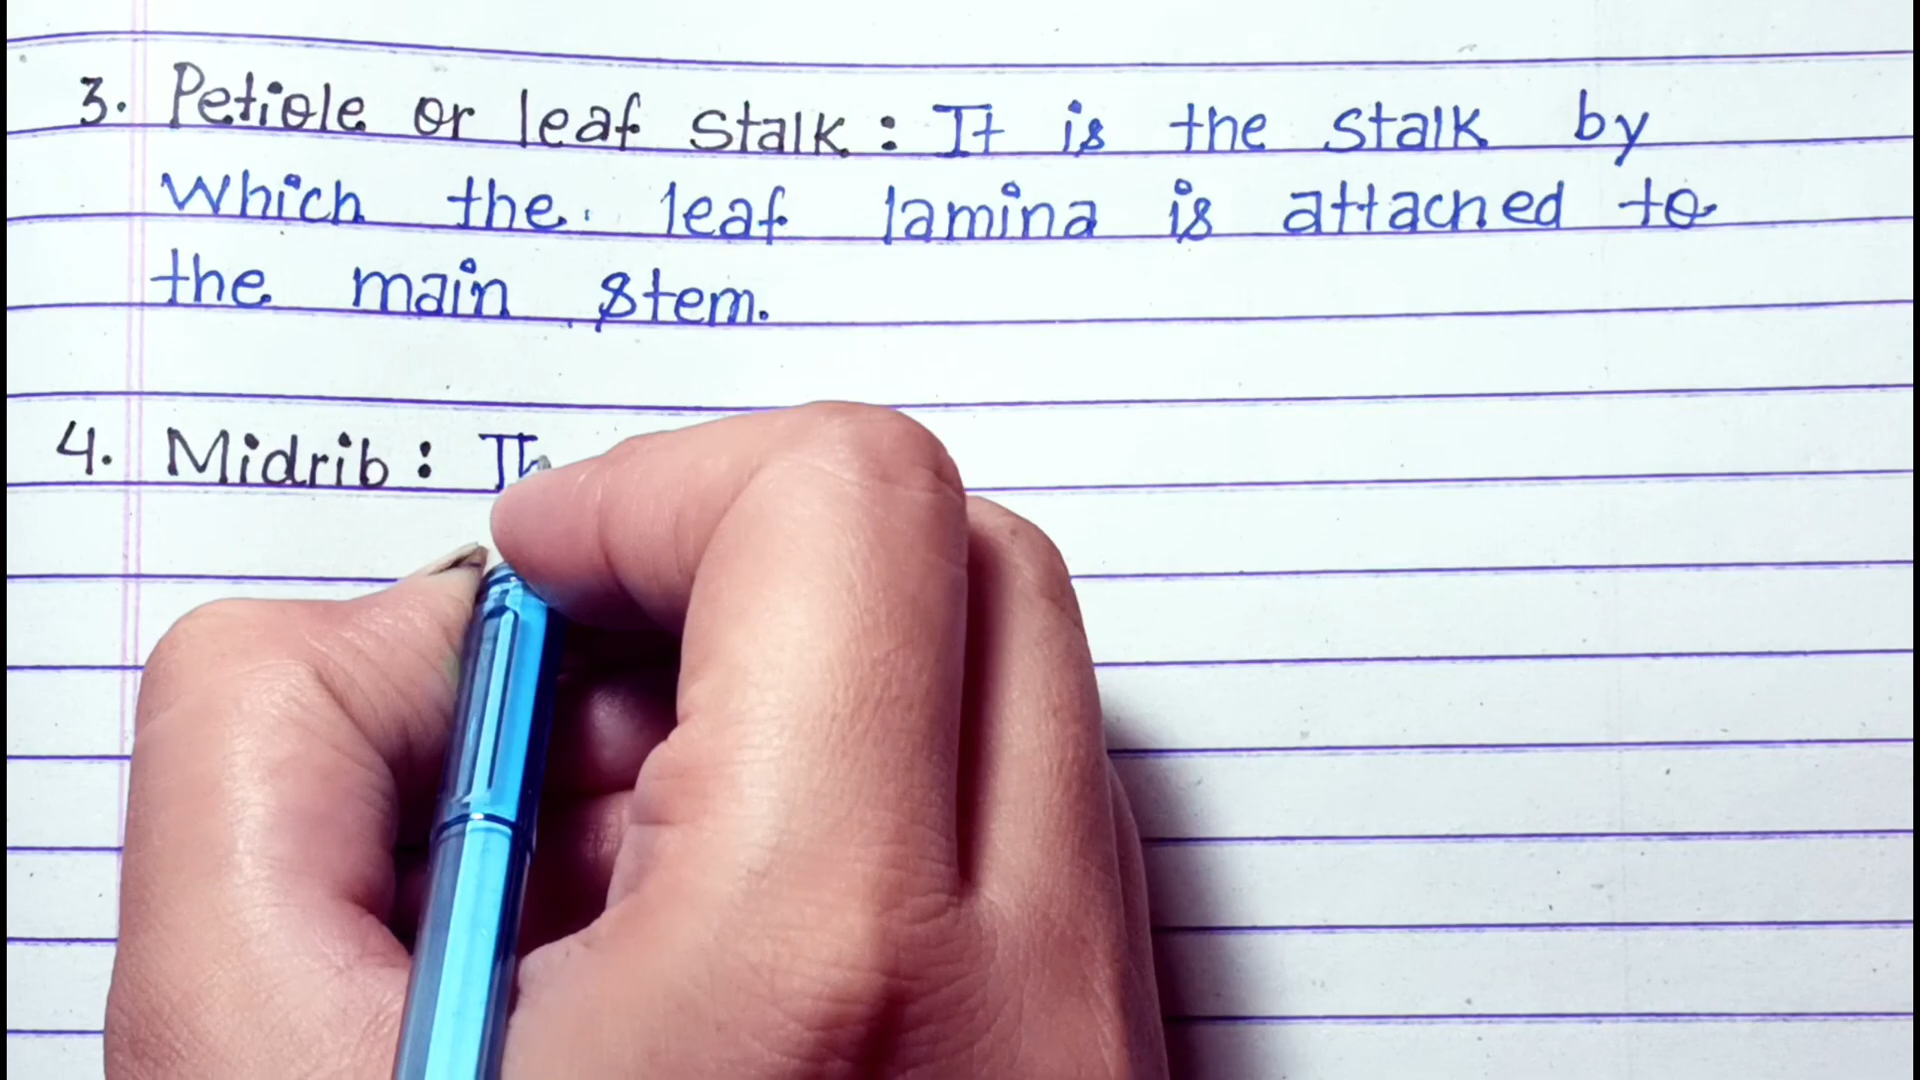 3. Petiole or leaf stalk : It is the stalk by
which the leaf lamina is attached to
the main stem.
4. Midrib :